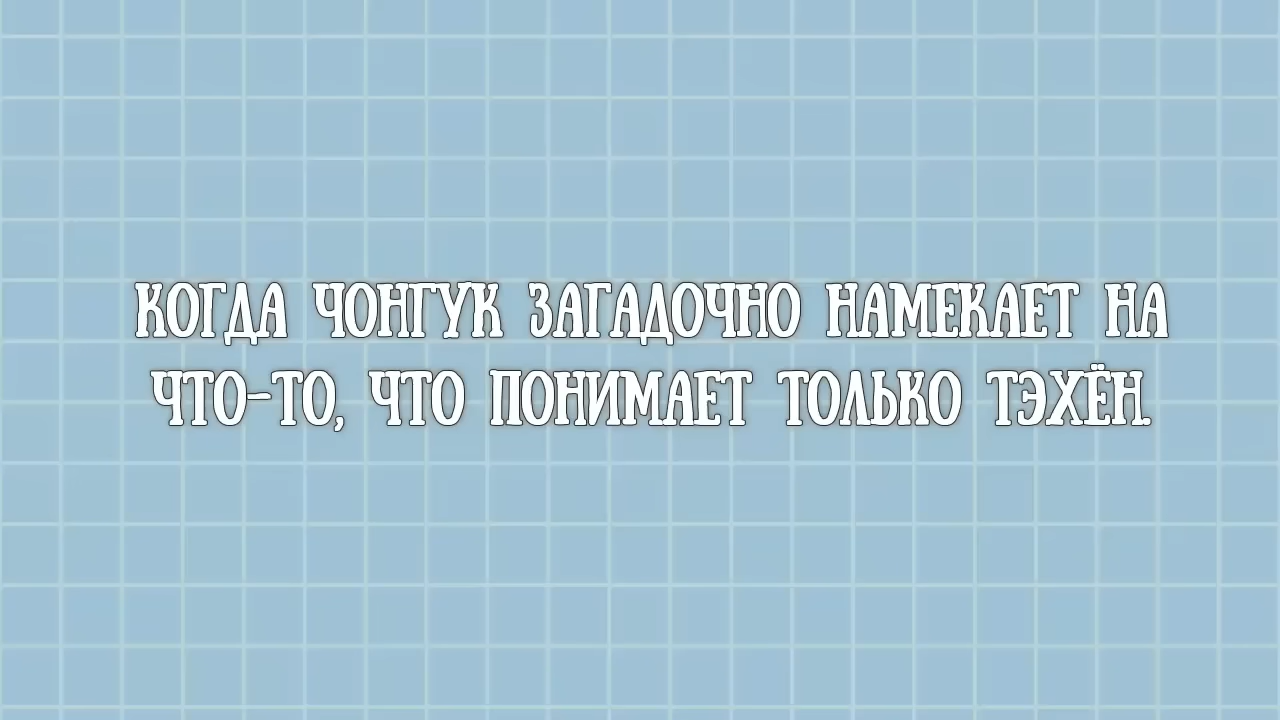 КОГДА ЧОНГУК ЗАГАДОЧНО НАМЕКАЕТ НА
ЧТО-ТО, ЧТО ПОНИМАЕТ ТОЛЬКО ТЭХЁН.